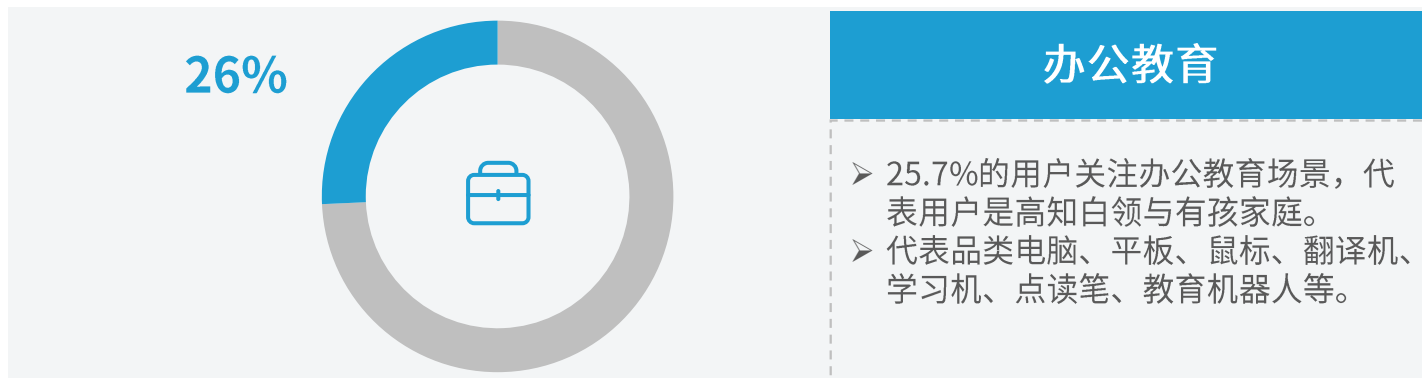 26%
办公教育
➢ 25.7%的用户关注办公教育场景，代
表用户是高知白领与有孩家庭。
➢ 代表品类电脑、平板、鼠标、翻译机、
学习机、点读笔、教育机器人等。